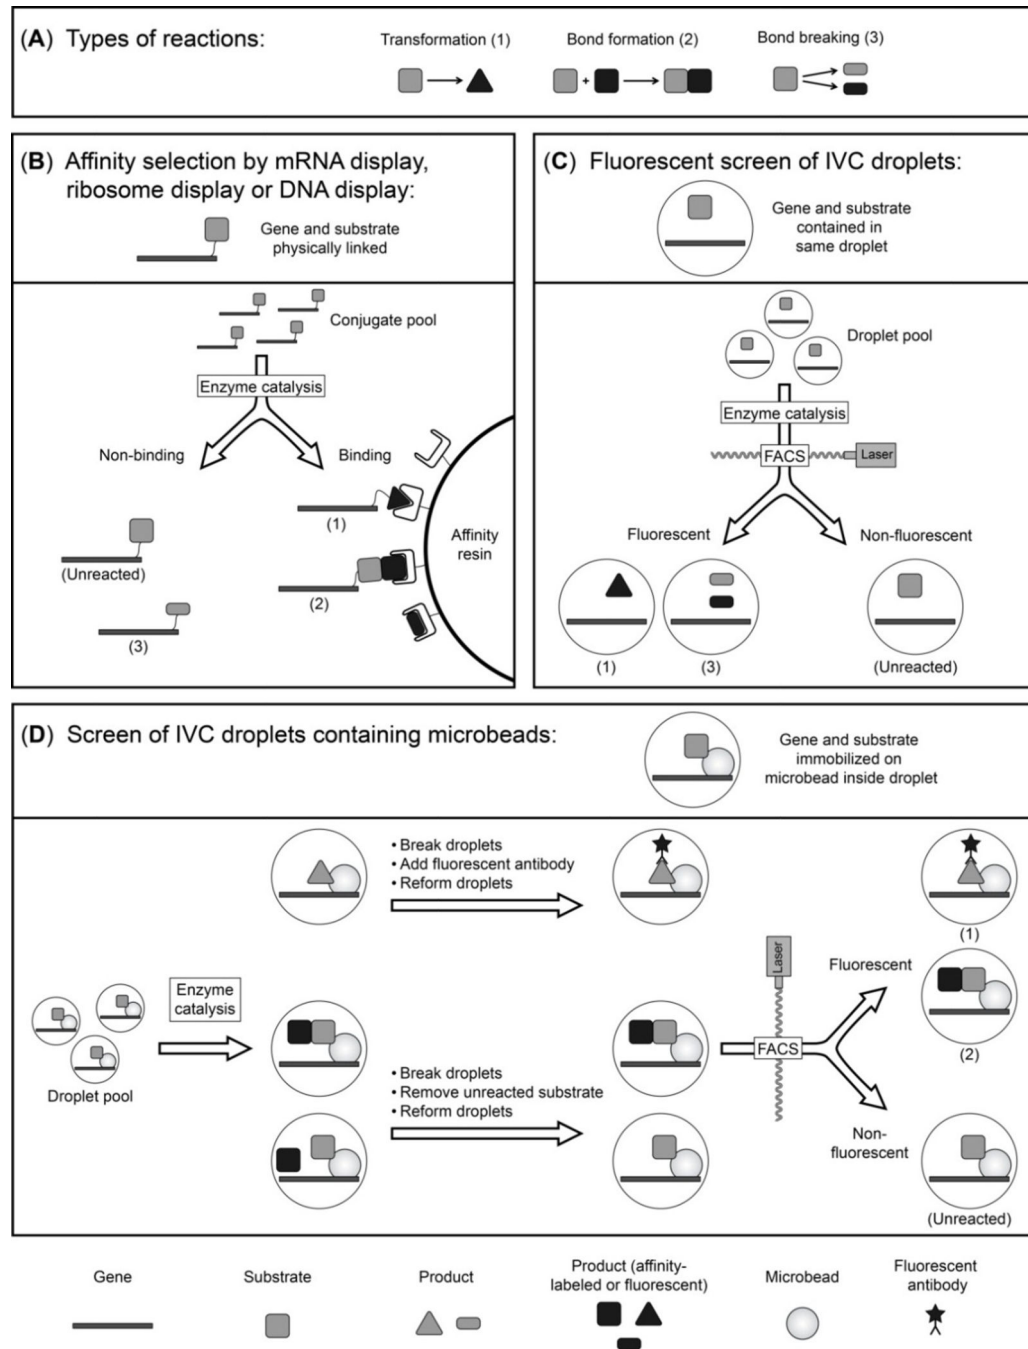 (A) Types of reactions:
Transformation (1)
Bond formation (2)
Bond breaking (3)
+
(B) Affinity selection by mRNA display,
ribosome display or DNA display:
Gene and substrate
physically linked
Conjugate pool
Enzyme catalysis
Non-binding
Binding
(1)
(Unreacted)
(2)
(3)
Affinity
resin
(C) Fluorescent screen of IVC droplets:
Gene and substrate
contained in
same droplet
Droplet pool
Enzyme catalysis
FACS
Laser
Fluorescent
Non-fluorescent
(1)
(3)
(Unreacted)
(D) Screen of IVC droplets containing microbeads:
Gene and substrate
immobilized on
microbead inside droplet
• Break droplets
• Add fluorescent antibody
• Reform droplets
(1)
Droplet pool
Enzyme
catalysis
• Break droplets
• Remove unreacted substrate
• Reform droplets
Laser
FACS
Fluorescent
(2)
Non-
fluorescent
(Unreacted)
Gene
Substrate
Product
Product (affinity-
labeled or fluorescent)
Microbead
Fluorescent
antibody